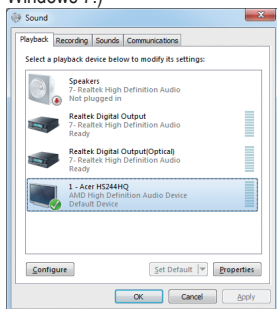 Windows 7.)
Sound
Playback Recording Sounds Communications
Select a playback device below to modify its settings:
Speakers
7- Realtek High Definition Audio
Not plugged in
Realtek Digital Output
7- Realtek High Definition Audio
Ready
Realtek Digital Output(Optical)
7- Realtek High Definition Audio
Ready
1 - Acer HS244HQ
AMD High Definition Audio Device
Default Device
Configure Set Default Properties
OK Cancel Apply